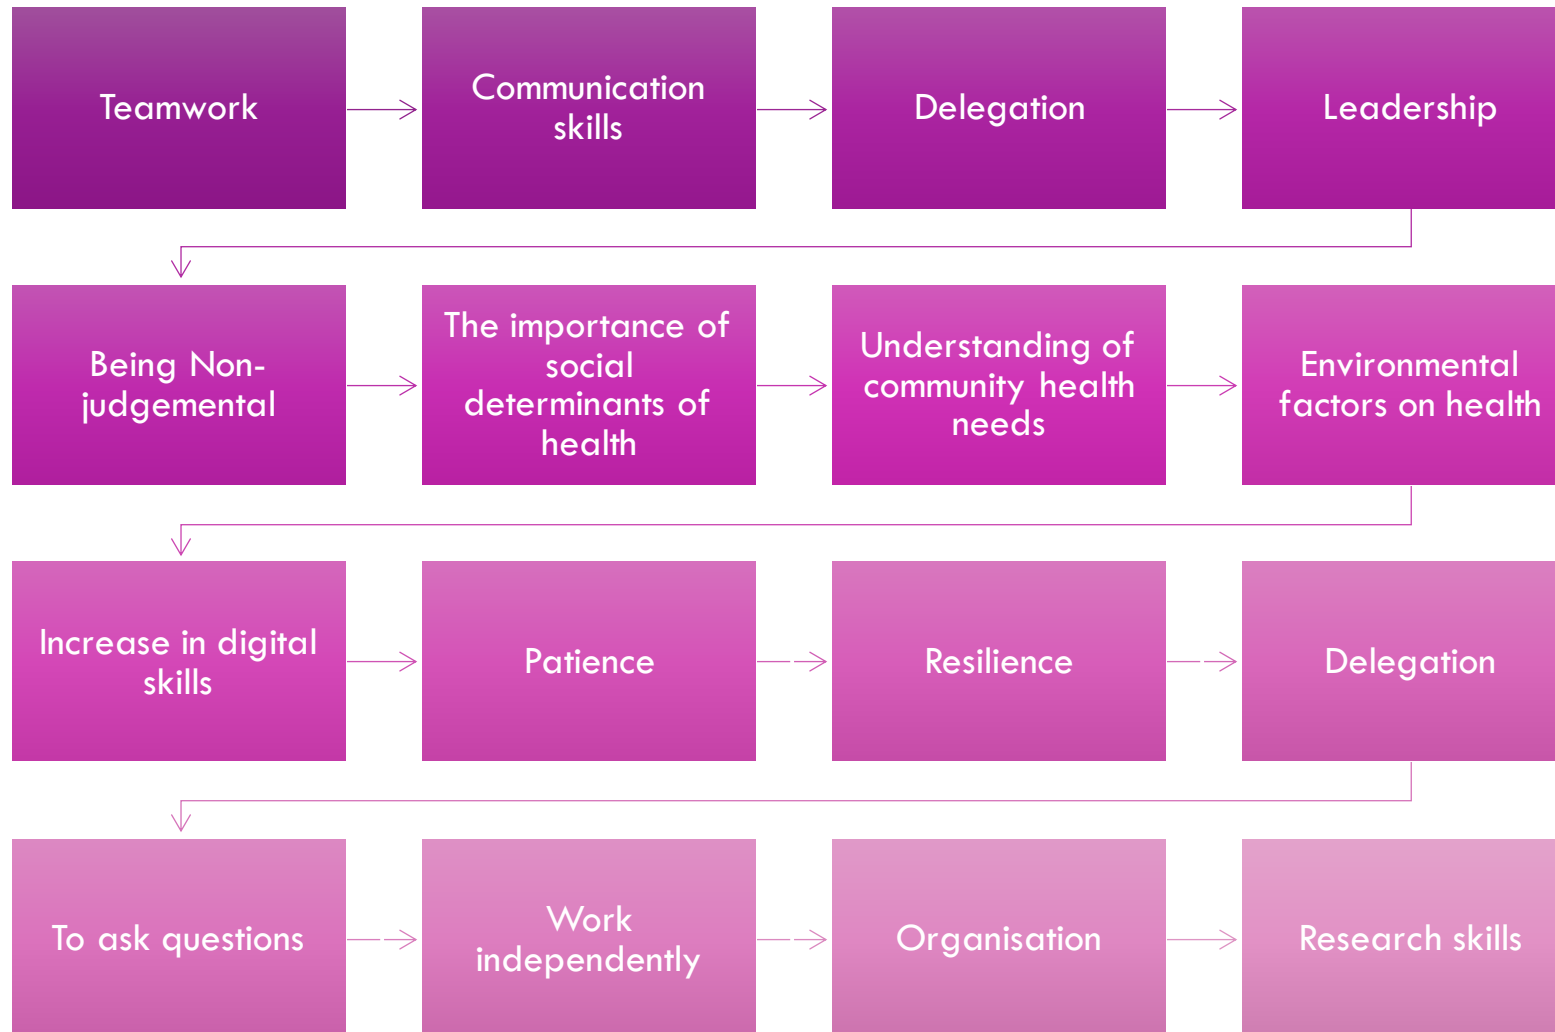 Teamwork
Communication
skills
Delegation
Leadership
Being Non-
judgemental
The importance of
social
determinants of
health
Understanding of
community health
needs
Environmental
factors on health
Increase in digital
skills
Patience
Resilience
Delegation
To ask questions
Work
independently
Organisation
Research skills